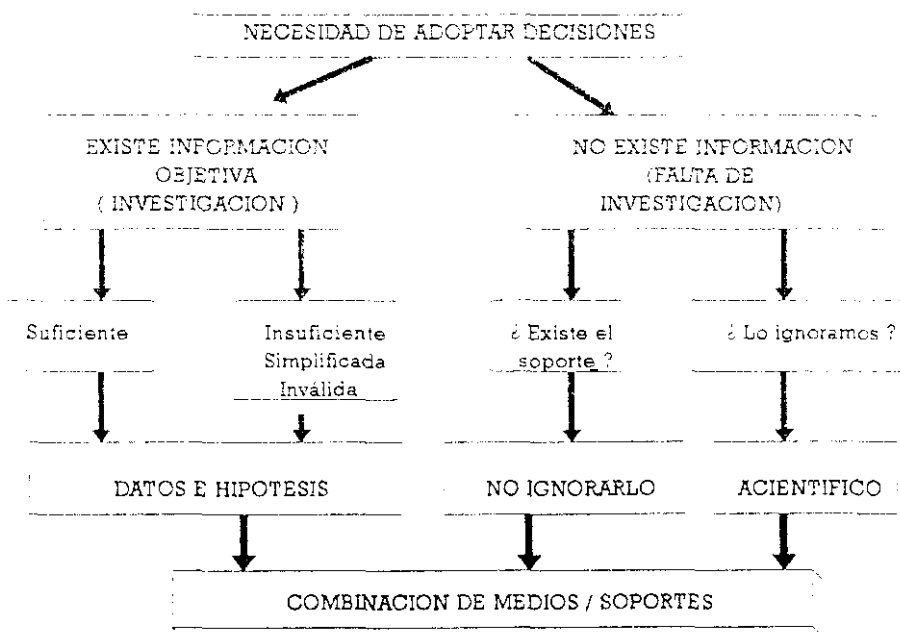 NECESIDAD DE ADOPTAR DECISIONES
EXISTE INFORMACION
OBJETIVA
( INVESTIGACION )
NO EXISTE INFORMACION
(FALTA DE
INVESTIGACION)
Suficiente
Insuficiente
Simplificada
Inválida
¿ Existe el
soporte ?
¿ Lo ignoramos ?
DATOS E HIPOTESIS
NO IGNORARLO
ACIENTIFICO
COMBINACION DE MEDIOS / SOPORTES